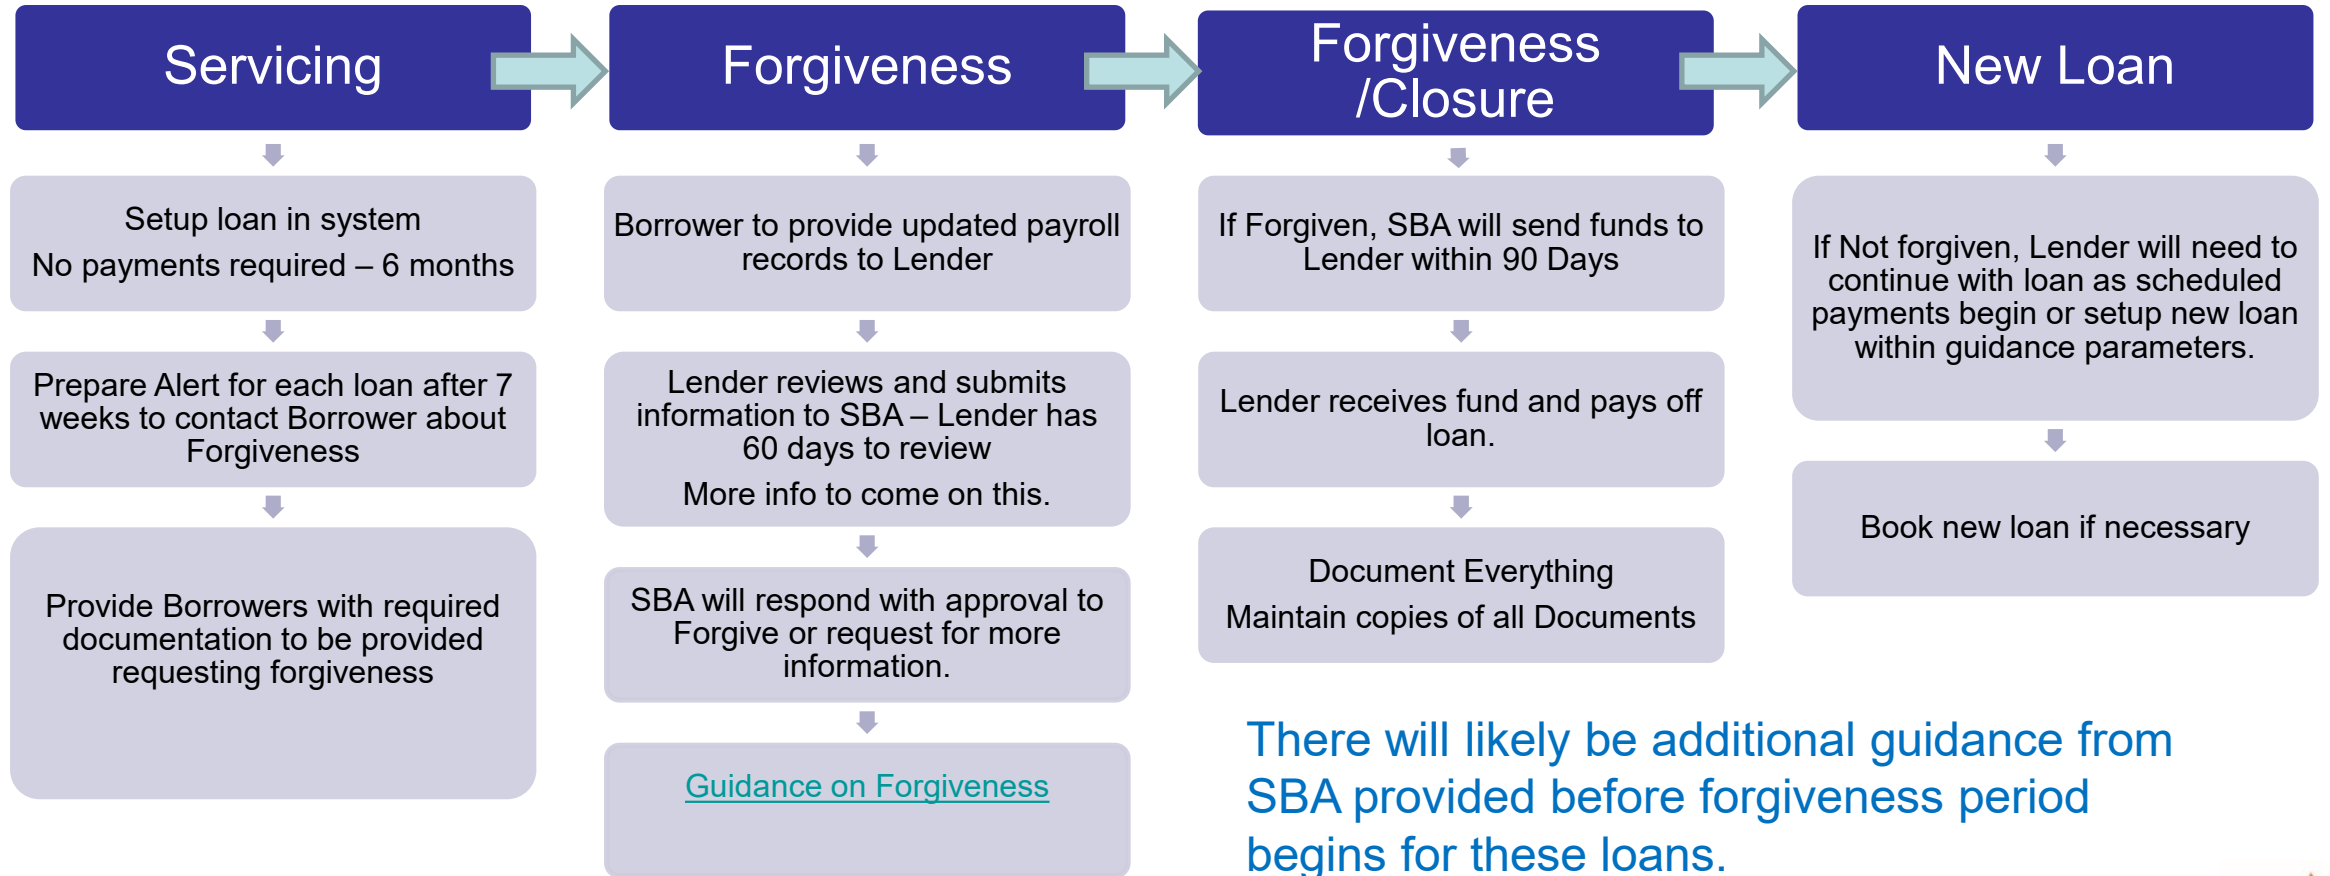 Servicing
Setup loan in system
No payments required – 6 months
Prepare Alert for each loan after 7
weeks to contact Borrower about
Forgiveness
Provide Borrowers with required
documentation to be provided
requesting forgiveness
Forgiveness
Borrower to provide updated payroll
records to Lender
Lender reviews and submits
information to SBA – Lender has
60 days to review
More info to come on this.
SBA will respond with approval to
Forgive or request for more
information.
Guidance on Forgiveness
Forgiveness
/Closure
If Forgiven, SBA will send funds to
Lender within 90 Days
Lender receives fund and pays off
loan.
Document Everything
Maintain copies of all Documents
New Loan
If Not forgiven, Lender will need to
continue with loan as scheduled
payments begin or setup new loan
within guidance parameters.
Book new loan if necessary
There will likely be additional guidance from
SBA provided before forgiveness period
begins for these loans.